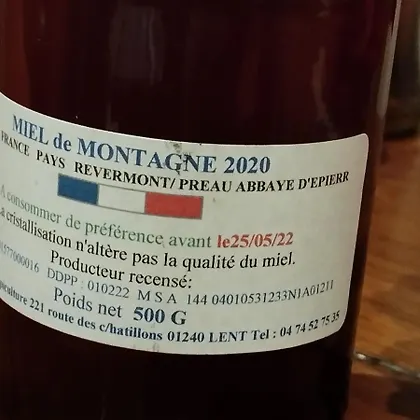 MIEL de MONTAGNE 2020
FRANCE PAYS REVERMONT/ PREAU ABBAYE D'EPIERR
A consommer de préférence avant le25/05/22
a cristallisation n'altère pas la qualité du miel.
Producteur recensé:
577000016 DDPP : 010222 M S A 144 04010531233N1A01211
Poids net 500 G
culture 221 route des c/hatillons 01240 LENT Tel : 04 74 52 75 35